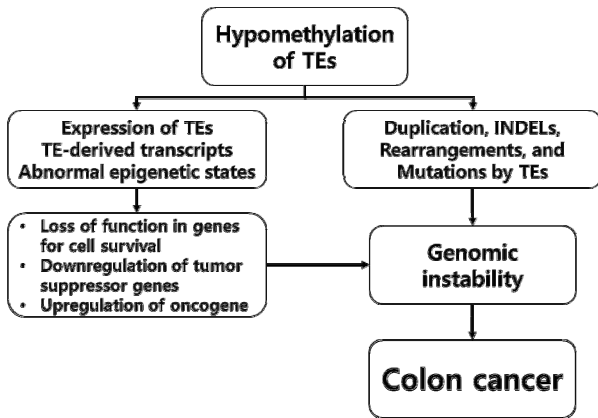 Hypomethylation
of TEs
Expression of TEs
TE-derived transcripts
Abnormal epigenetic states
Duplication, INDELs,
Rearrangements, and
Mutations by TEs
• Loss of function in genes
for cell survival
• Downregulation of tumor
suppressor genes
• Upregulation of oncogene
Genomic
instability
Colon cancer